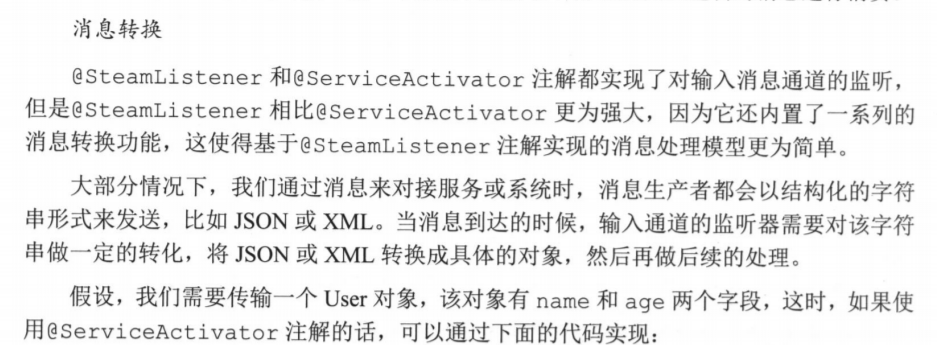 消息转换
@SteamListener 和@ServiceActivator 注解都实现了对输入消息通道的监听，
但是@SteamListener 相比@ServiceActivator 更为强大，因为它还内置了一系列的
消息转换功能，这使得基于@SteamListener 注解实现的消息处理模型更为简单。
大部分情况下，我们通过消息来对接服务或系统时，消息生产者都会以结构化的字符
串形式来发送，比如 JSON 或 XML。当消息到达的时候，输入通道的监听器需要对该字符
串做一定的转化，将 JSON 或 XML 转换成具体的对象，然后再做后续的处理。
假设，我们需要传输一个 User 对象，该对象有 name 和 age 两个字段，这时，如果使
用@ServiceActivator 注解的话，可以通过下面的代码实现：